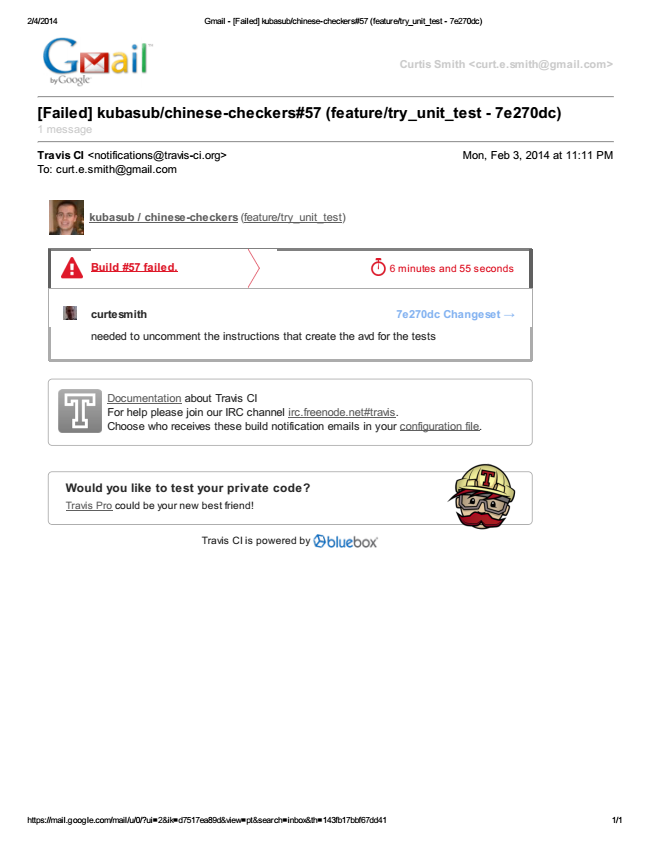 2/4/2014 Gmail - [Failed] kubasub/chinese-checkers#57 (feature/try_unit_test - 7e270dc)
Gmail™
by Google
Curtis Smith <curt.e.smith@gmail.com>
[Failed] kubasub/chinese-checkers#57 (feature/try_unit_test - 7e270dc)
1 message
Travis CI <notifications@travis-ci.org> Mon, Feb 3, 2014 at 11:11 PM
To: curt.e.smith@gmail.com
kubasub / chinese-checkers (feature/try_unit_test)
Build #57 failed. 6 minutes and 55 seconds
curtesmith 7e270dc Changeset →
needed to uncomment the instructions that create the avd for the tests
T
Documentation about Travis CI
For help please join our IRC channel irc.freenode.net#travis.
Choose who receives these build notification emails in your configuration file.
Would you like to test your private code?
Travis Pro could be your new best friend!
T
Travis CI is powered by bluebox
https://mail.google.com/mail/u/0/?ui=2&ik=d7517ea89d&view=pt&search=inbox&th=143fb17bbf67dd41 1/1